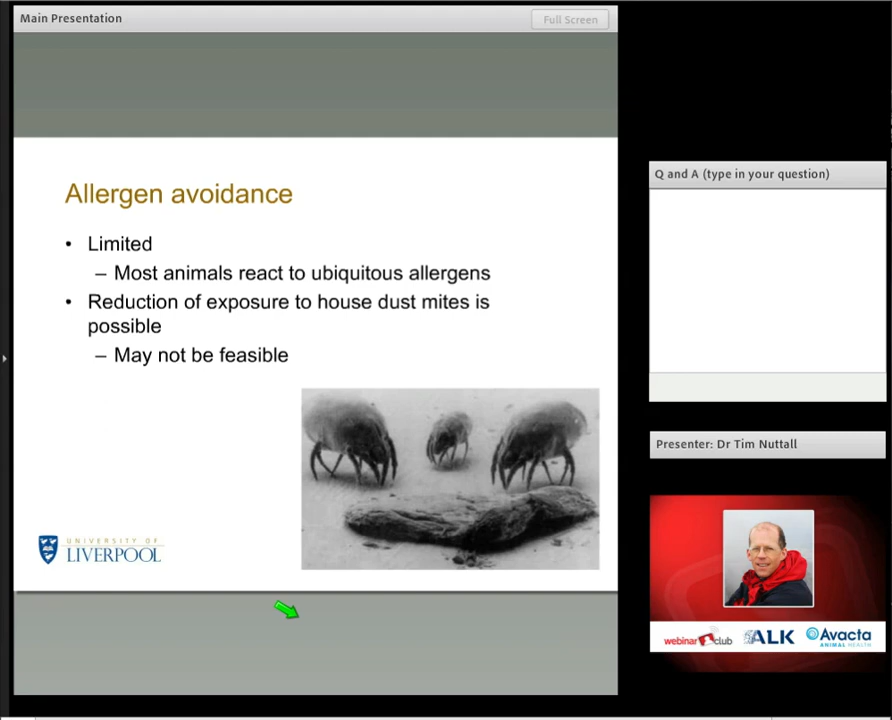 Main Presentation
Full Screen
Allergen avoidance
• Limited
– Most animals react to ubiquitous allergens
• Reduction of exposure to house dust mites is
possible
– May not be feasible
UNIVERSITY OF
LIVERPOOL
Q and A (type in your question)
Presenter: Dr Tim Nuttall
webinar club
ALK
Avacta
ANIMAL HEALTH